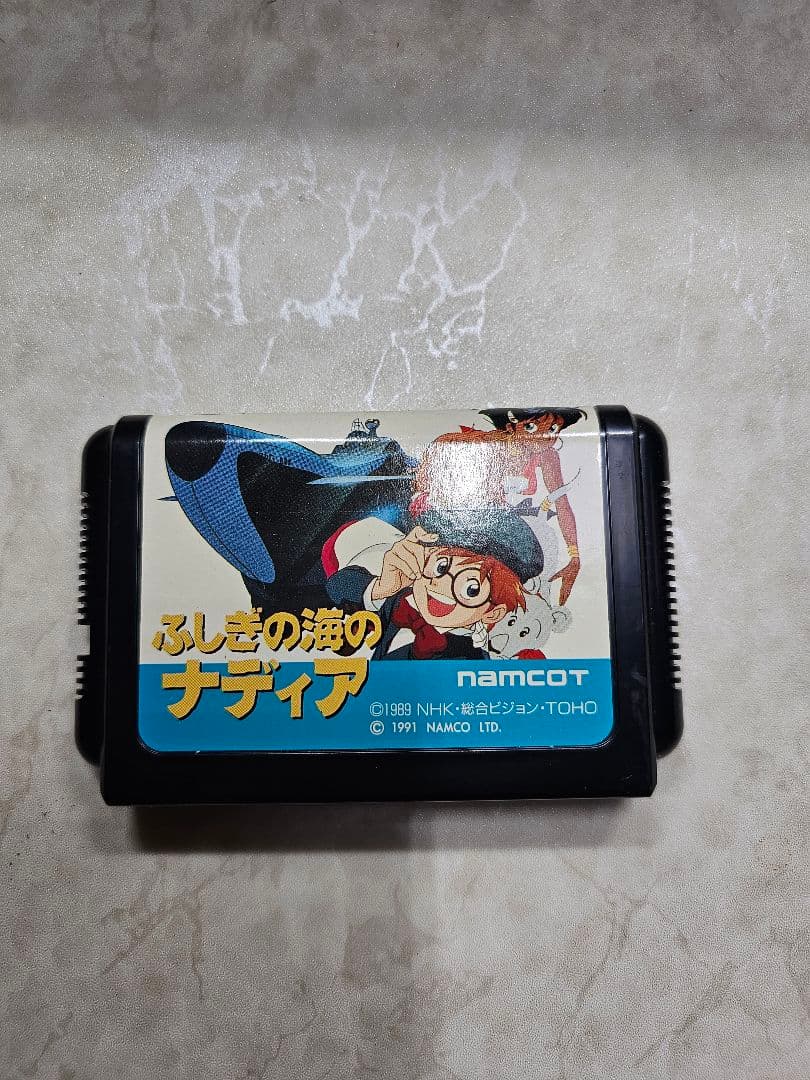 ふしぎの海の
ナディア
namcoT
©1989 NHK・総合ビジョン・TOHO
© 1991 NAMCO LTD.